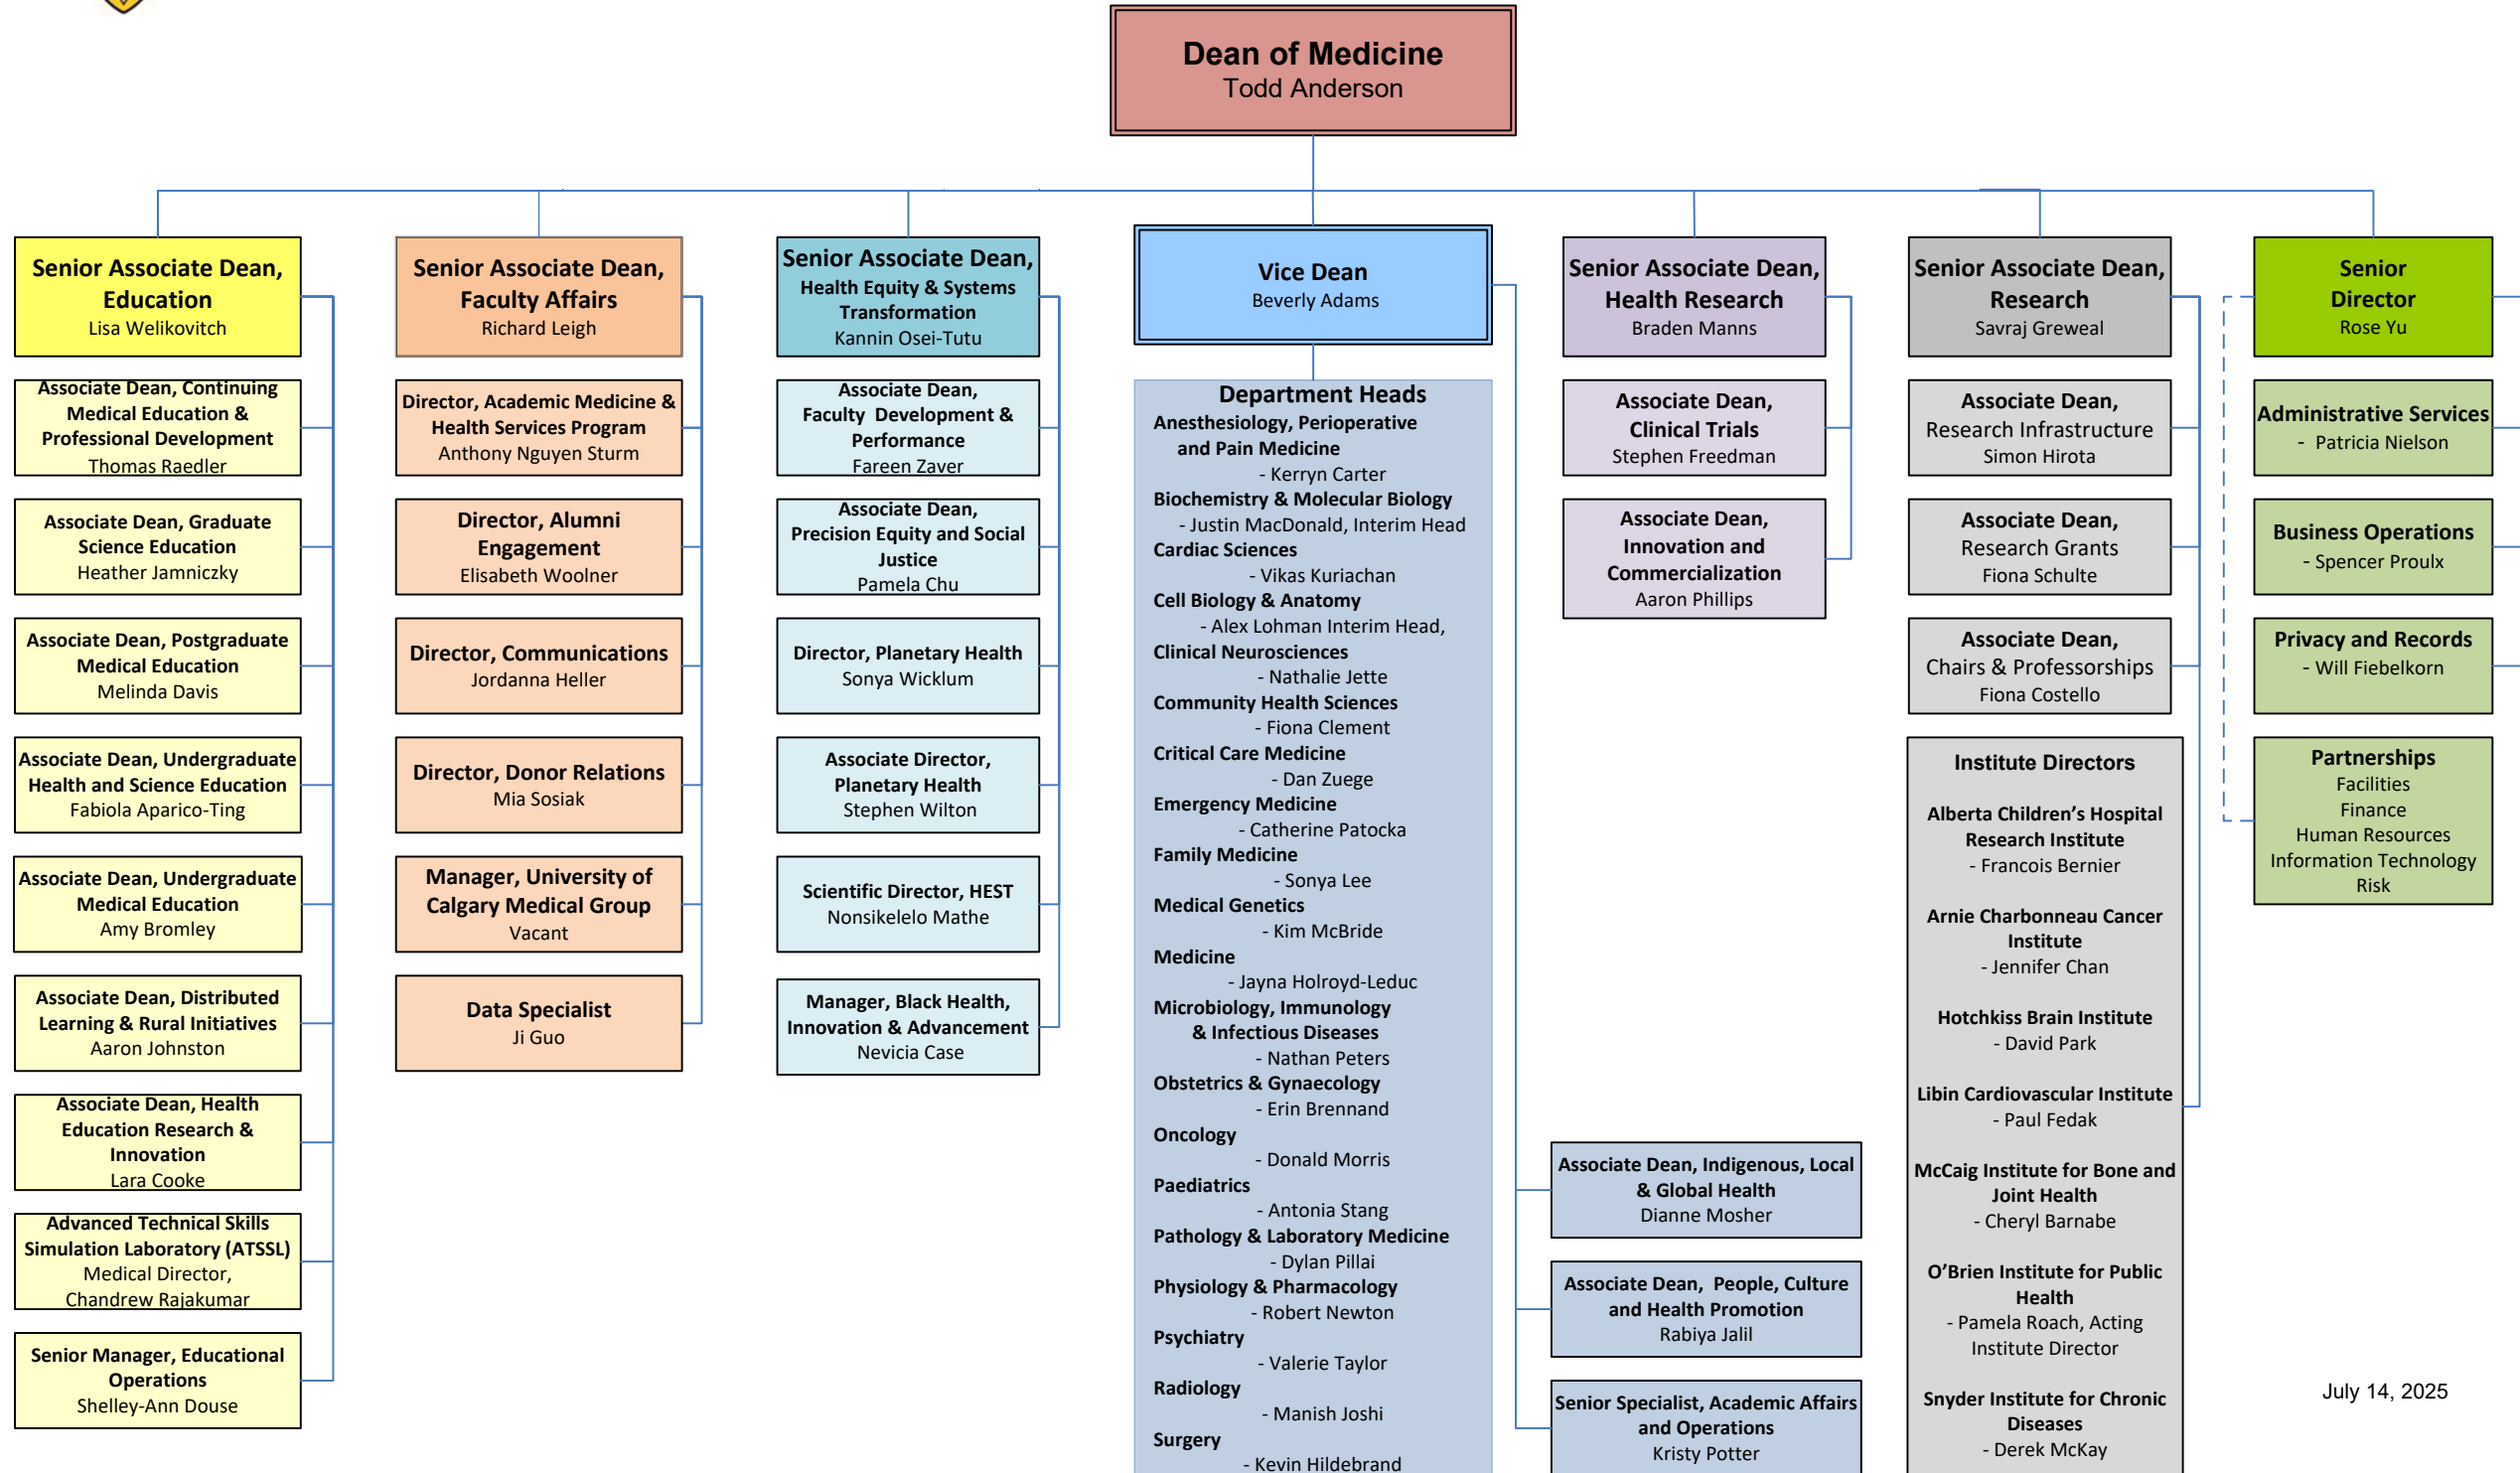 Dean of Medicine
Todd Anderson
Senior Associate Dean,
Education
Lisa Welikovitch
Associate Dean, Continuing
Medical Education &
Professional Development
Thomas Raedler
Associate Dean, Graduate
Science Education
Heather Jamniczky
Associate Dean, Postgraduate
Medical Education
Melinda Davis
Associate Dean, Undergraduate
Health and Science Education
Fabiola Aparico-Ting
Associate Dean, Undergraduate
Medical Education
Amy Bromley
Associate Dean, Distributed
Learning & Rural Initiatives
Aaron Johnston
Associate Dean, Health
Education Research &
Innovation
Lara Cooke
Advanced Technical Skills
Simulation Laboratory (ATSSL)
Medical Director,
Chandrew Rajakumar
Senior Manager, Educational
Operations
Shelley-Ann Douse
Senior Associate Dean,
Faculty Affairs
Richard Leigh
Director, Academic Medicine &
Health Services Program
Anthony Nguyen Sturm
Director, Alumni
Engagement
Elisabeth Woolner
Director, Communications
Jordanna Heller
Director, Donor Relations
Mia Sosiak
Manager, University of
Calgary Medical Group
Vacant
Data Specialist
Ji Guo
Senior Associate Dean,
Health Equity & Systems
Transformation
Kannin Osei-Tutu
Associate Dean,
Faculty Development &
Performance
Fareen Zaver
Associate Dean,
Precision Equity and Social
Justice
Pamela Chu
Director, Planetary Health
Sonya Wicklum
Associate Director,
Planetary Health
Stephen Wilton
Scientific Director, HEST
Nonsikelelo Mathe
Manager, Black Health,
Innovation & Advancement
Nevicia Case
Vice Dean
Beverly Adams
Department Heads
Anesthesiology, Perioperative
and Pain Medicine
- Kerryn Carter
Biochemistry & Molecular Biology
- Justin MacDonald, Interim Head
Cardiac Sciences
- Vikas Kuriachan
Cell Biology & Anatomy
- Alex Lohman Interim Head,
Clinical Neurosciences
- Nathalie Jette
Community Health Sciences
- Fiona Clement
Critical Care Medicine
- Dan Zuege
Emergency Medicine
- Catherine Patocka
Family Medicine
- Sonya Lee
Medical Genetics
- Kim McBride
Medicine
- Jayna Holroyd-Leduc
Microbiology, Immunology
& Infectious Diseases
- Nathan Peters
Obstetrics & Gynaecology
- Erin Brennand
Oncology
- Donald Morris
Paediatrics
- Antonia Stang
Pathology & Laboratory Medicine
- Dylan Pillai
Physiology & Pharmacology
- Robert Newton
Psychiatry
- Valerie Taylor
Radiology
- Manish Joshi
Surgery
- Kevin Hildebrand
Associate Dean, Indigenous, Local
& Global Health
Dianne Mosher
Associate Dean, People, Culture
and Health Promotion
Rabiya Jalil
Senior Specialist, Academic Affairs
and Operations
Kristy Potter
Senior Associate Dean,
Health Research
Braden Manns
Associate Dean,
Clinical Trials
Stephen Freedman
Associate Dean,
Innovation and
Commercialization
Aaron Phillips
Senior Associate Dean,
Research
Savraj Greweal
Associate Dean,
Research Infrastructure
Simon Hirota
Associate Dean,
Research Grants
Fiona Schulte
Associate Dean,
Chairs & Professorships
Fiona Costello
Institute Directors
Alberta Children’s Hospital
Research Institute
- Francois Bernier
Arnie Charbonneau Cancer
Institute
- Jennifer Chan
Hotchkiss Brain Institute
- David Park
Libin Cardiovascular Institute
- Paul Fedak
McCaig Institute for Bone and
Joint Health
- Cheryl Barnabe
O’Brien Institute for Public
Health
- Pamela Roach, Acting
Institute Director
Snyder Institute for Chronic
Diseases
- Derek McKay
Senior
Director
Rose Yu
Administrative Services
- Patricia Nielson
Business Operations
- Spencer Proulx
Privacy and Records
- Will Fiebelkorn
Partnerships
Facilities
Finance
Human Resources
Information Technology
Risk
July 14, 2025